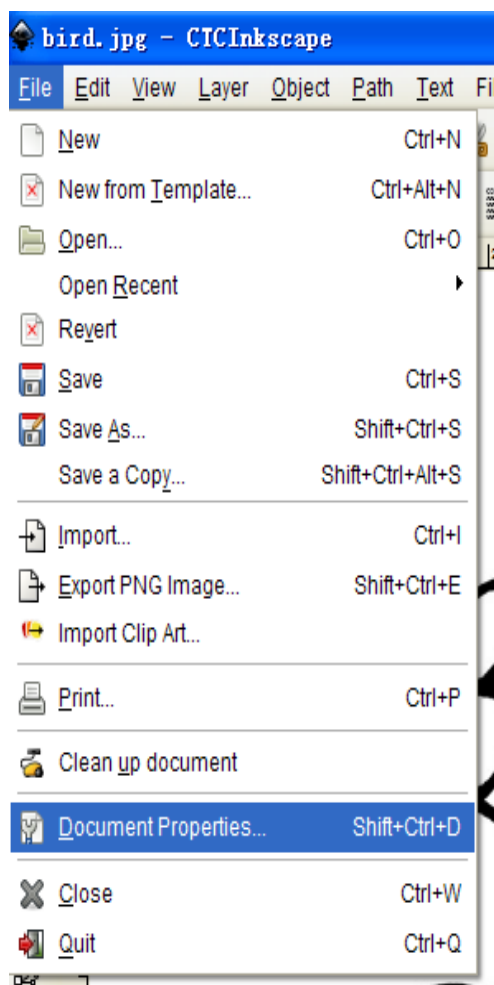 bird.jpg - CTCInkscape
File Edit View Layer Object Path Text Fi
New Ctrl+N
New from Template... Ctrl+Alt+N
Open... Ctrl+O
Open Recent
Revert
Save Ctrl+S
Save As... Shift+Ctrl+S
Save a Copy... Shift+Ctrl+Alt+S
Import... Ctrl+I
Export PNG Image... Shift+Ctrl+E
Import Clip Art...
Print... Ctrl+P
Clean up document
Document Properties... Shift+Ctrl+D
Close Ctrl+W
Quit Ctrl+Q